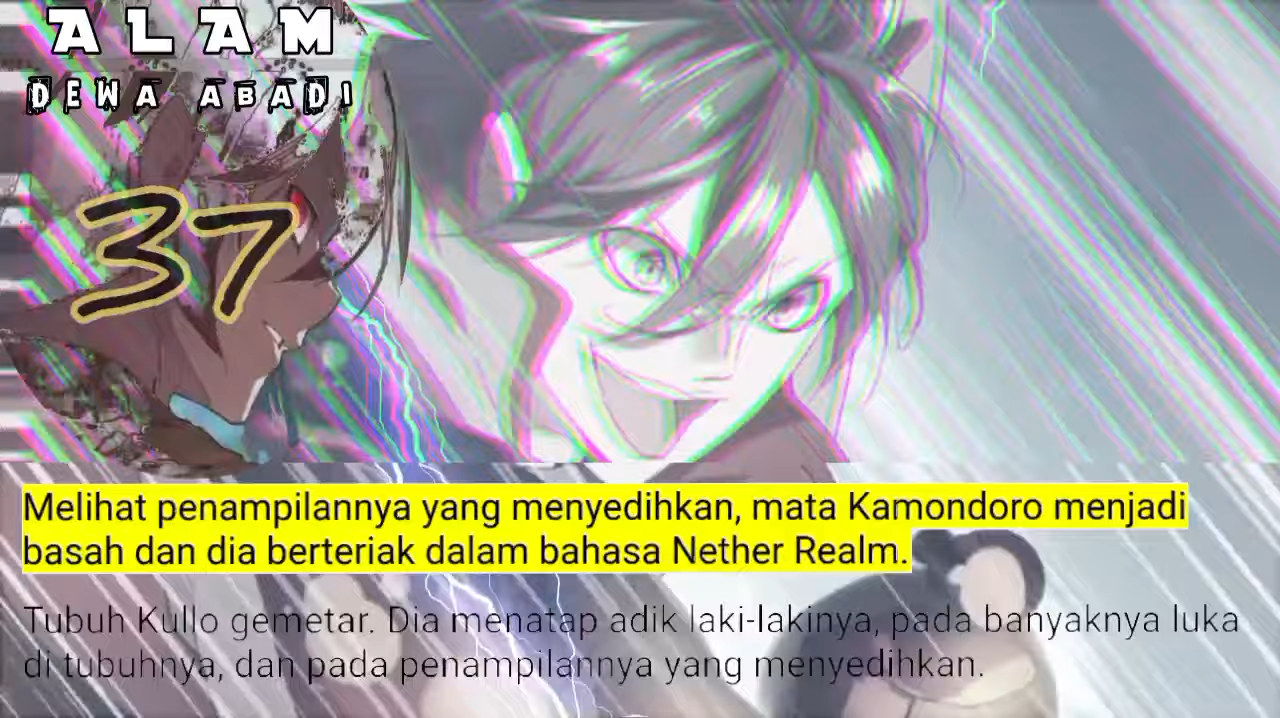 ALAM
DEWA ABADI
37
Melihat penampilannya yang menyedihkan, mata Kamondoro menjadi
basah dan dia berteriak dalam bahasa Nether Realm.
Tubuh Kullo gemetar. Dia menatap adik laki-lakinya, pada banyaknya luka
di tubuhnya, dan pada penampilannya yang menyedihkan.